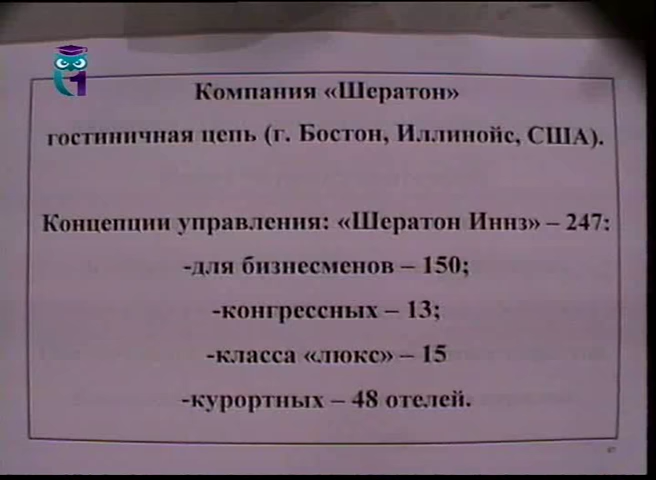 1
Компания «Шератон»
гостиничная цепь (г. Бостон, Иллинойс, США).
Концепции управления: «Шератон Иннз» – 247:
-для бизнесменов – 150;
-конгрессных – 13;
-класса «люкс» – 15
-курортных – 48 отелей.